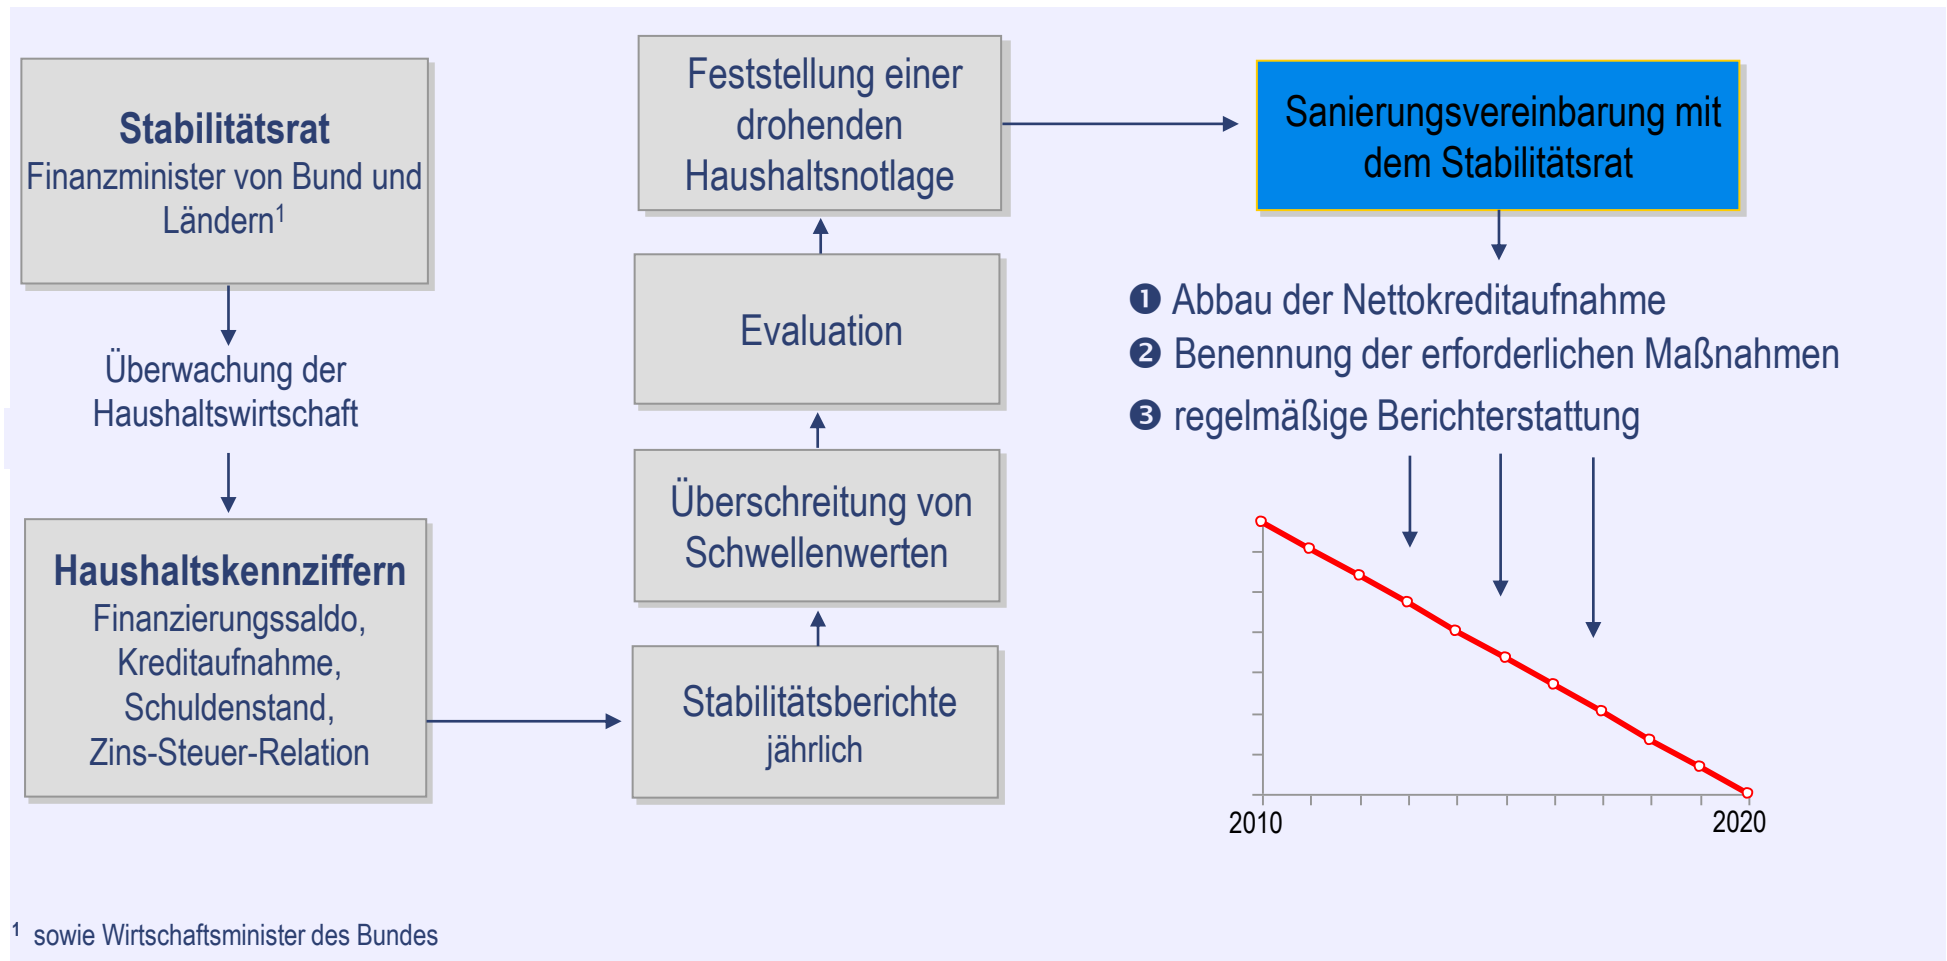 Stabilitätsrat
Finanzminister von Bund und
Ländern¹
Überwachung der
Haushaltswirtschaft
Haushaltskennziffern
Finanzierungssaldo,
Kreditaufnahme,
Schuldenstand,
Zins-Steuer-Relation
Stabilitätsberichte
jährlich
Überschreitung von
Schwellenwerten
Evaluation
Feststellung einer
drohenden
Haushaltsnotlage
Sanierungsvereinbarung mit
dem Stabilitätsrat
❶ Abbau der Nettokreditaufnahme
❷ Benennung der erforderlichen Maßnahmen
❸ regelmäßige Berichterstattung
2010
2020
¹ sowie Wirtschaftsminister des Bundes